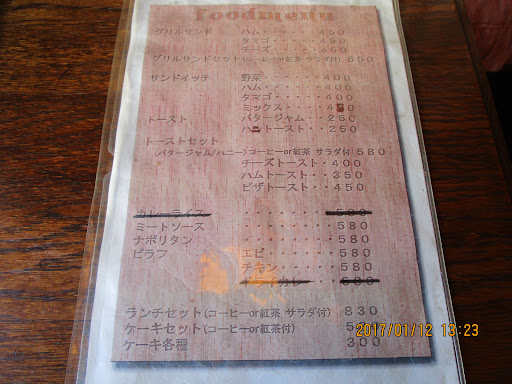 foodmenu
グリルサンド ハム・・・・・・450
タマゴ・・・・・450
チーズ・・・・・450
グリルサンドセット(コーヒーor紅茶 サラダ付) 650
サンドイッチ 野菜・・・・・・400
ハム・・・・・・400
タマゴ・・・・・400
ミックス・・・・
トースト バタージャム・・250
トースト・・250
トーストセット
(バタージャム/ハニー)コーヒーor紅茶 サラダ付) 580
チーズトースト・400
ハムトースト・・350
ピザトースト・・450
カレーライス ・・・・・・・580
ミートソース ・・・・・・・580
ナポリタン ・・・・・・・580
ピラフ エビ・・・・・・580
チキン・・・・・580
カレー・・・580
ランチセット(コーヒーor紅茶 サラダ付) 830
ケーキセット(コーヒーor紅茶付)
ケーキ各種 300
2017/01/12 13:23